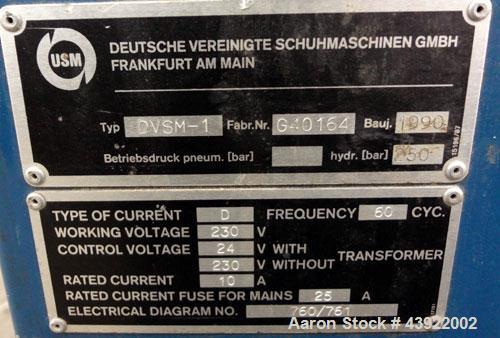 USM
DEUTSCHE VEREINIGTE SCHUHMASCHINEN GMBH
FRANKFURT AM MAIN
Typ DVSM-1 Fabr.Nr. G40164 Bauj. 1990
Betriebsdruck pneum. [bar] hydr. [bar] 250
TYPE OF CURRENT D FREQUENCY 60 CYC.
WORKING VOLTAGE 230 V
CONTROL VOLTAGE 24 V WITH TRANSFORMER
230 V WITHOUT
RATED CURRENT 10 A
RATED CURRENT FUSE FOR MAINS 25 A
ELECTRICAL DIAGRAM NO. 760/761
Aaron Stock # 43922002